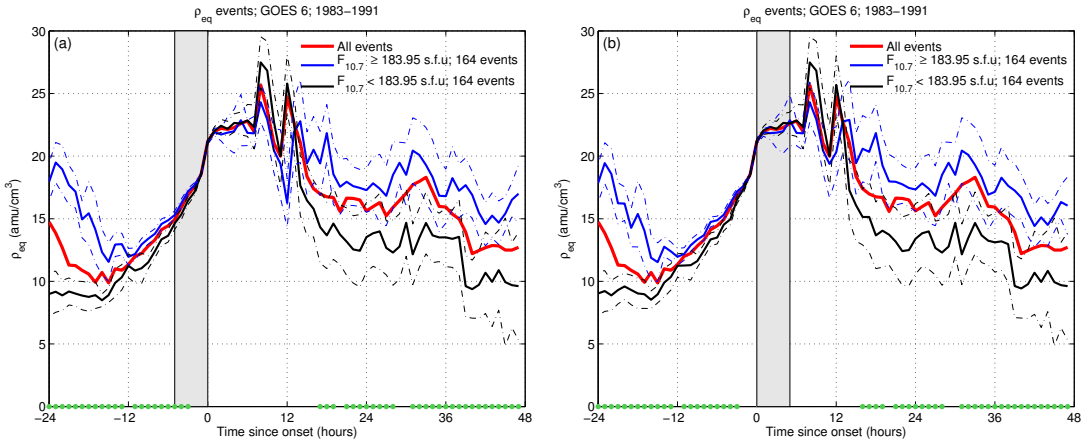 ρeq events; GOES 6; 1983−1991
(a)
All events
F10.7 ≥ 183.95 s.f.u; 164 events
F10.7 < 183.95 s.f.u; 164 events
ρeq (amu/cm3)
30
25
20
15
10
5
0
−24 −12 0 12 24 36 48
Time since onset (hours)
ρeq events; GOES 6; 1983−1991
(b)
All events
F10.7 ≥ 183.95 s.f.u; 164 events
F10.7 < 183.95 s.f.u; 164 events
ρeq (amu/cm3)
30
25
20
15
10
5
0
−24 −12 0 12 24 36 48
Time since onset (hours)